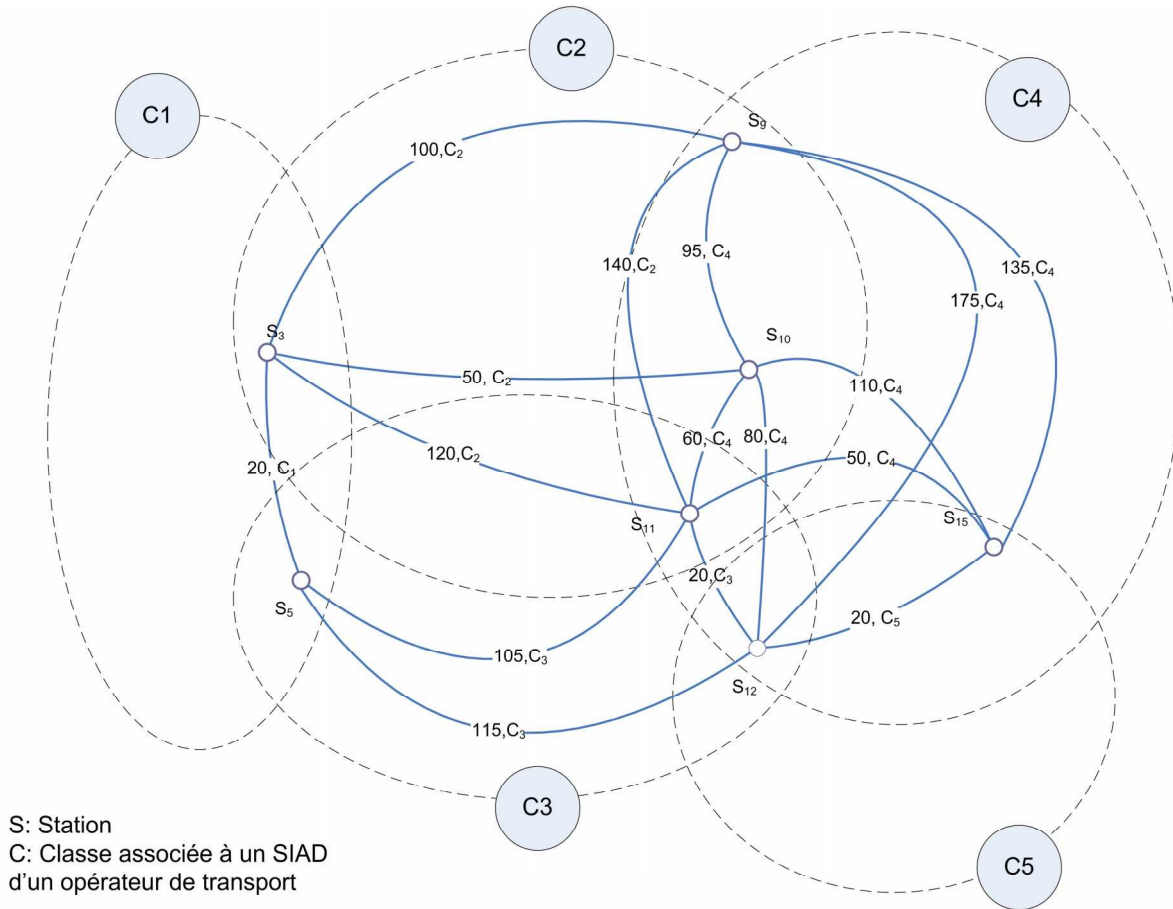 C2
C4
C1
S9
100,C2
95, C4
140,C2
135,C4
175,C4
S3
S10
50, C2
110,C4
60, C4
80,C4
120,C2
50, C4
20, C1
S11
S15
20,C3
S5
20, C5
105,C3
S12
115,C3
C3
S: Station
C: Classe associée à un SIAD
d'un opérateur de transport
C5